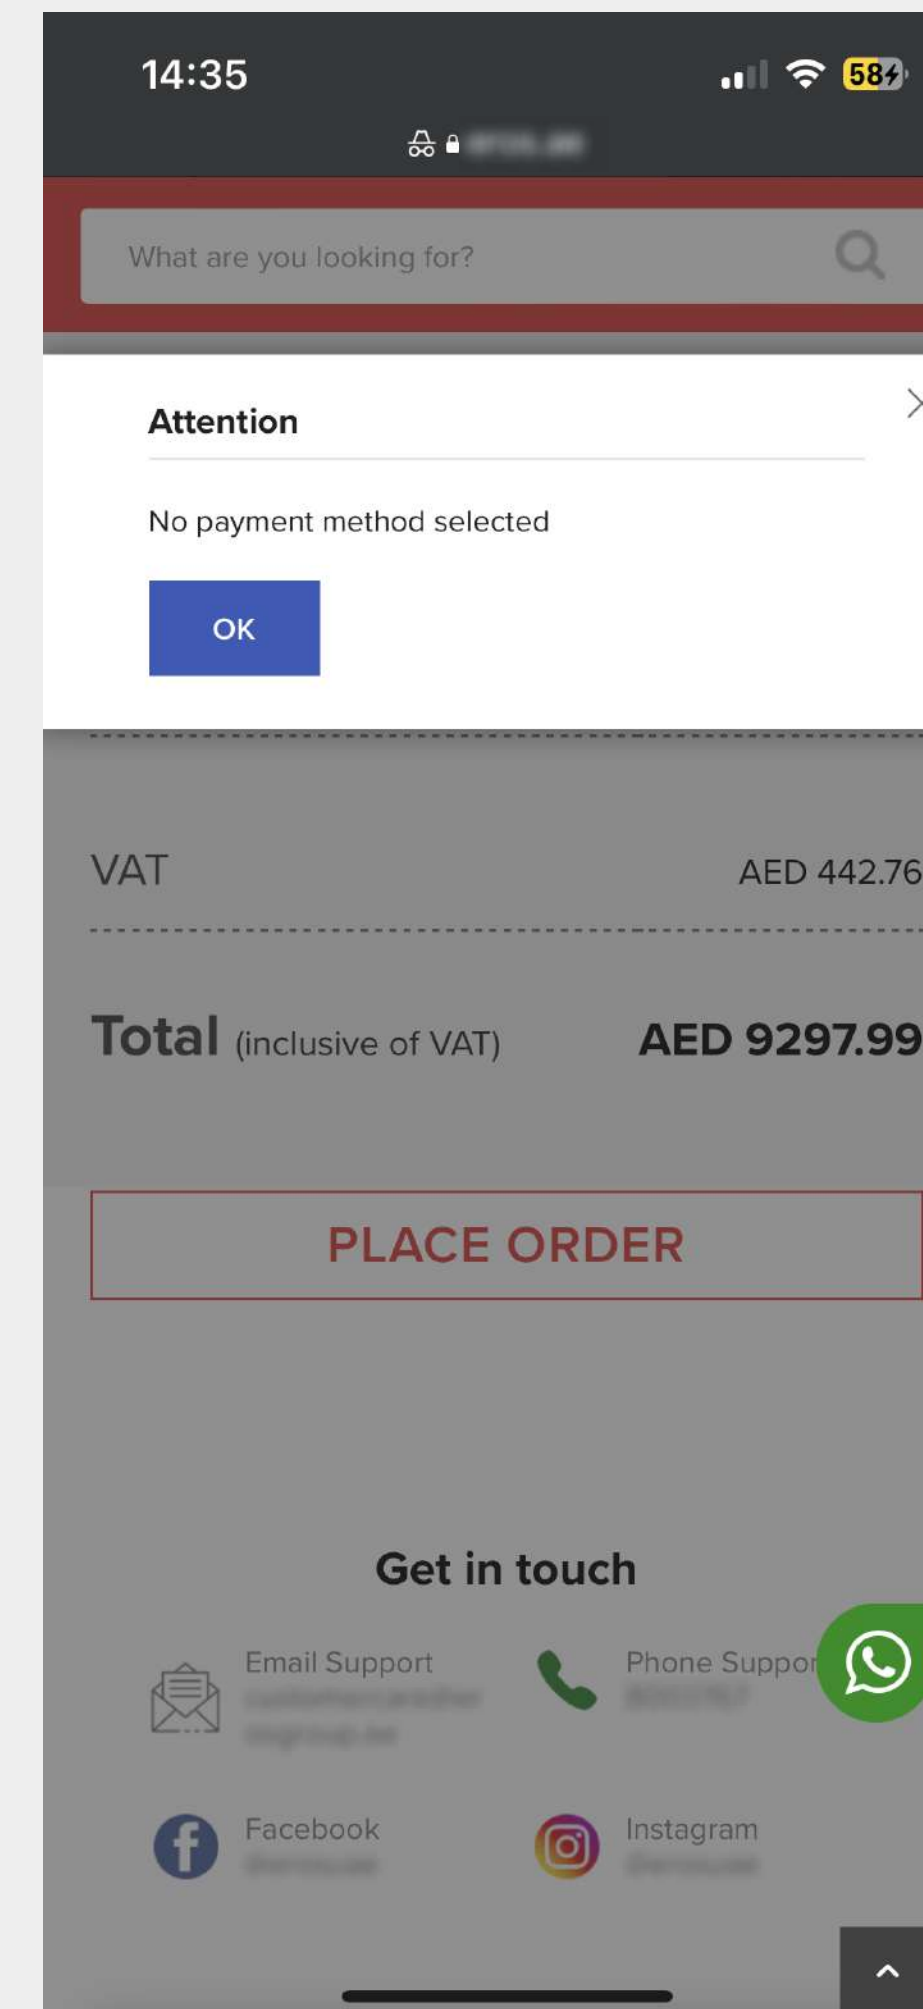 14:35
58
What are you looking for?
Attention
No payment method selected
OK
VAT AED 442.76
Total (inclusive of VAT) AED 9297.99
PLACE ORDER
Get in touch
Email Support
Phone Suppor
Facebook
Instagram